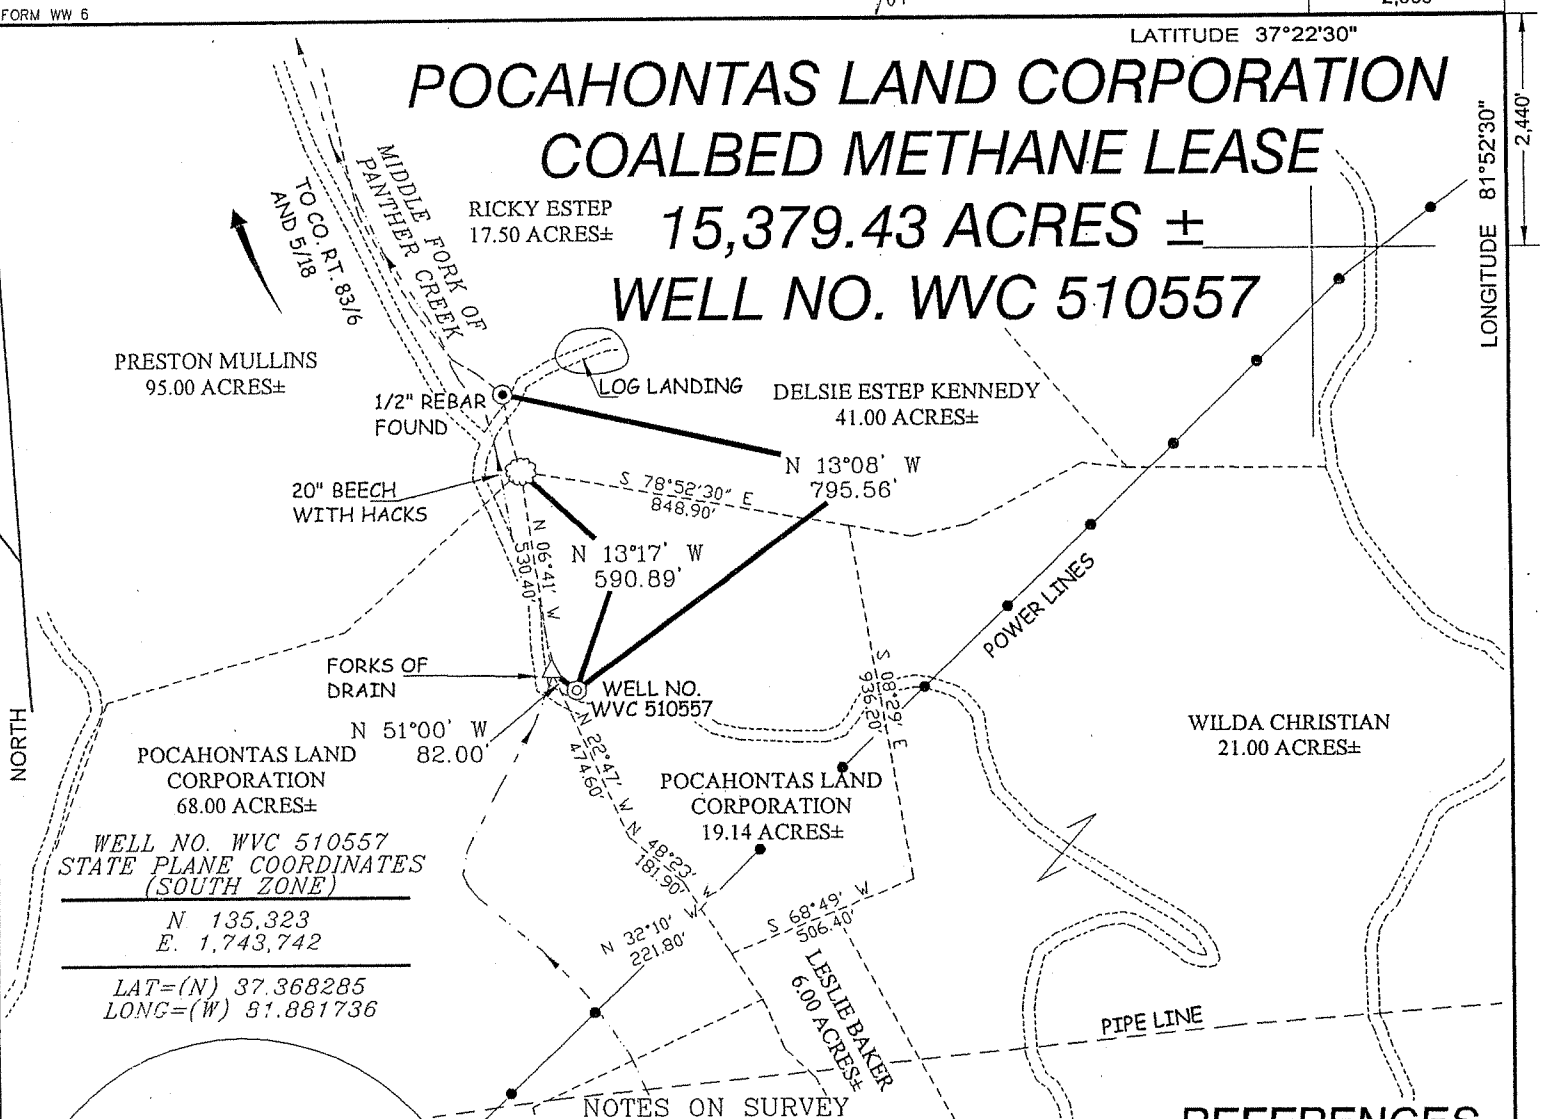 FORM WW 6
LATITUDE 37°22'30"
POCAHONTAS LAND CORPORATION
COALBED METHANE LEASE
15,379.43 ACRES ±
WELL NO. WVC 510557
2,440'
LONGITUDE 81°52'30"
MIDDLE FORK OF
PANTHER CREEK
TO CO. RT. 83/6
AND 5/18
RICKY ESTEP
17.50 ACRES±
PRESTON MULLINS
95.00 ACRES±
1/2" REBAR
FOUND
LOG LANDING
DELSIE ESTEP KENNEDY
41.00 ACRES±
N 13°08' W
795.56'
20" BEECH
WITH HACKS
S 78°52'30" E
848.90'
N 13°17' W
590.89'
N 06°41' W
530.40'
POWER LINES
FORKS OF
DRAIN
WELL NO.
WVC 510557
S 08°29' E
936.20'
N 51°00' W
82.00'
NORTH
N 22°47' W
474.60'
WILDA CHRISTIAN
21.00 ACRES±
POCAHONTAS LAND
CORPORATION
68.00 ACRES±
POCAHONTAS LAND
CORPORATION
19.14 ACRES±
WELL NO. WVC 510557
STATE PLANE COORDINATES
(SOUTH ZONE)
N 135,323
E. 1,743,742
LAT=(N) 37.368285
LONG=(W) 81.881736
N 48°23' W
181.90'
N 32°10' W
221.80'
S 68°49' W
506.40'
LESLIE BAKER
6.00 ACRES±
PIPE LINE
NOTES ON SURVEY
REFERENCES